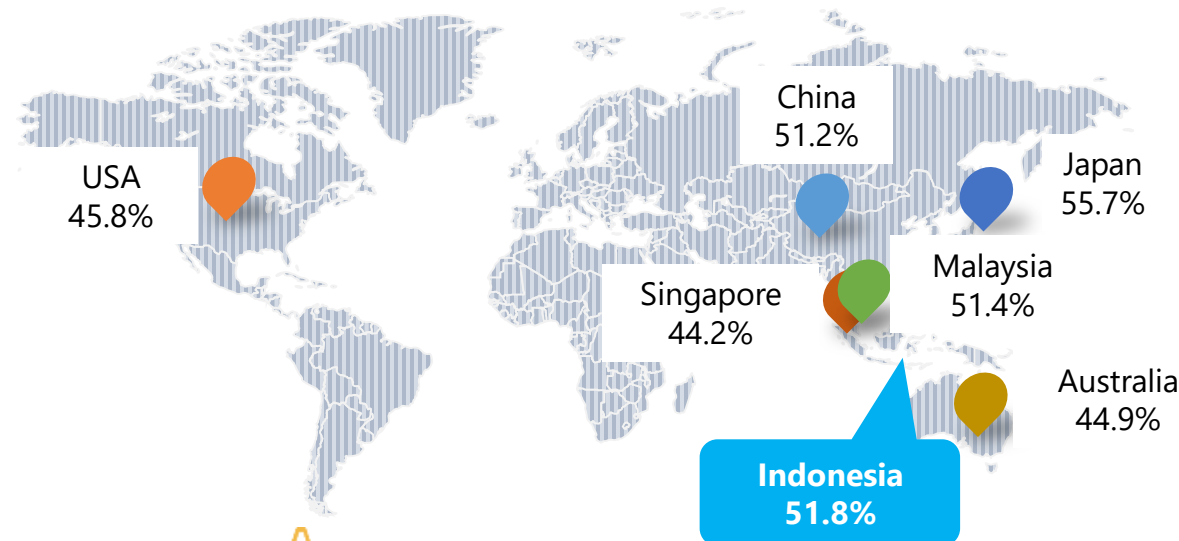 China
51.2%
USA
45.8%
Japan
55.7%
Singapore
44.2%
Malaysia
51.4%
Australia
44.9%
Indonesia
51.8%